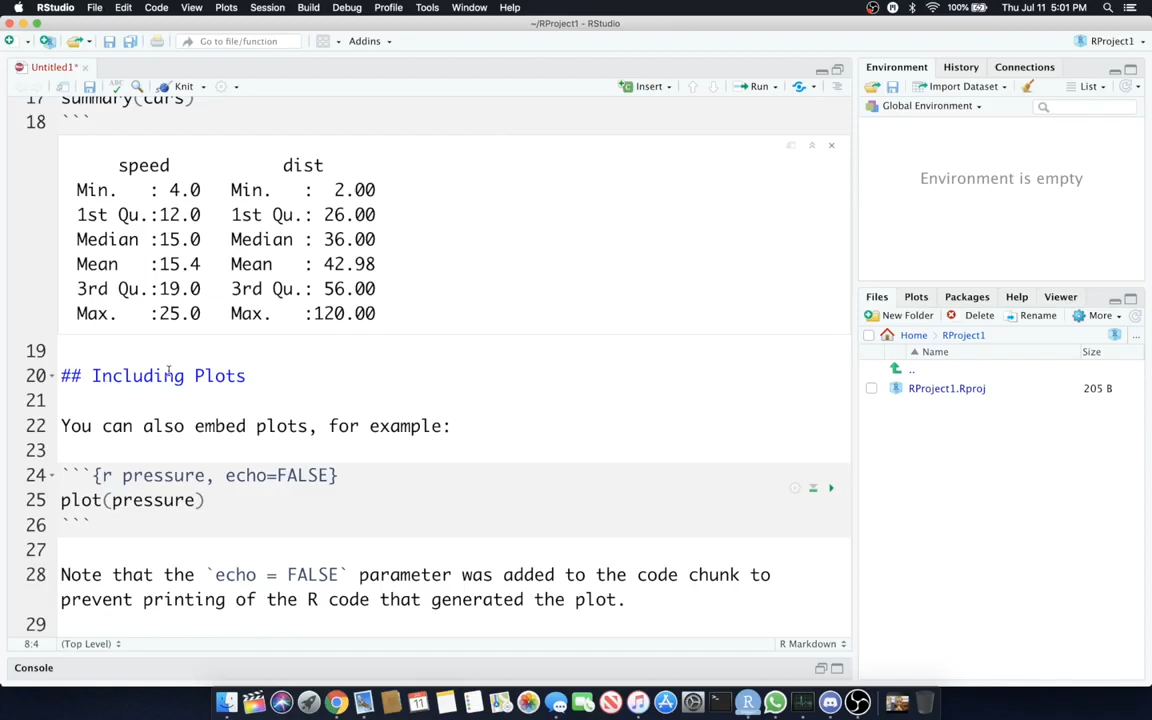 RStudio File Edit Code View Plots Session Build Debug Profile Tools Window Help 100% Thu Jul 11 5:01 PM
~/RProject1 - RStudio
Go to file/function Addins RProject1
Untitled1* Environment History Connections
ABC Knit Insert Run Import Dataset List
Global Environment
17 summary(cars)
18 ```
speed dist
Min. : 4.0 Min. : 2.00
1st Qu.:12.0 1st Qu.: 26.00
Median :15.0 Median : 36.00
Mean :15.4 Mean : 42.98
3rd Qu.:19.0 3rd Qu.: 56.00
Max. :25.0 Max. :120.00
19
20 ## Including Plots
21
22 You can also embed plots, for example:
23
24 ```{r pressure, echo=FALSE}
25 plot(pressure)
26 ```
27
28 Note that the `echo = FALSE` parameter was added to the code chunk to
prevent printing of the R code that generated the plot.
29
8:4 (Top Level) R Markdown
Console
Environment is empty
Files Plots Packages Help Viewer
New Folder Delete Rename More
Home RProject1 ...
Name Size
..
RProject1.Rproj 205 B